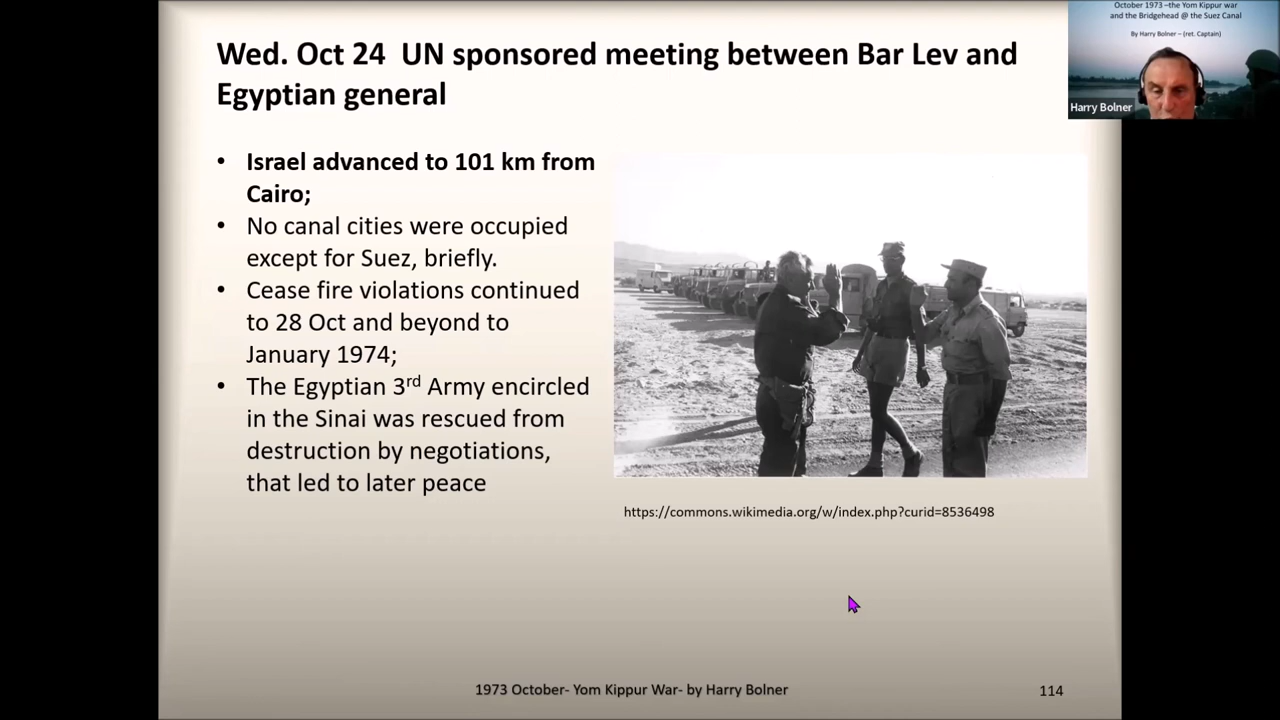 Wed. Oct 24  UN sponsored meeting between Bar Lev and
Egyptian general
• Israel advanced to 101 km from
Cairo;
• No canal cities were occupied
except for Suez, briefly.
• Cease fire violations continued
to 28 Oct and beyond to
January 1974;
• The Egyptian 3rd Army encircled
in the Sinai was rescued from
destruction by negotiations,
that led to later peace
https://commons.wikimedia.org/w/index.php?curid=8536498
1973 October- Yom Kippur War- by Harry Bolner
114
October 1973 –the Yom Kippur war
and the Bridgehead @ the Suez Canal
By Harry Bolner – (ret. Captain)
Harry Bolner